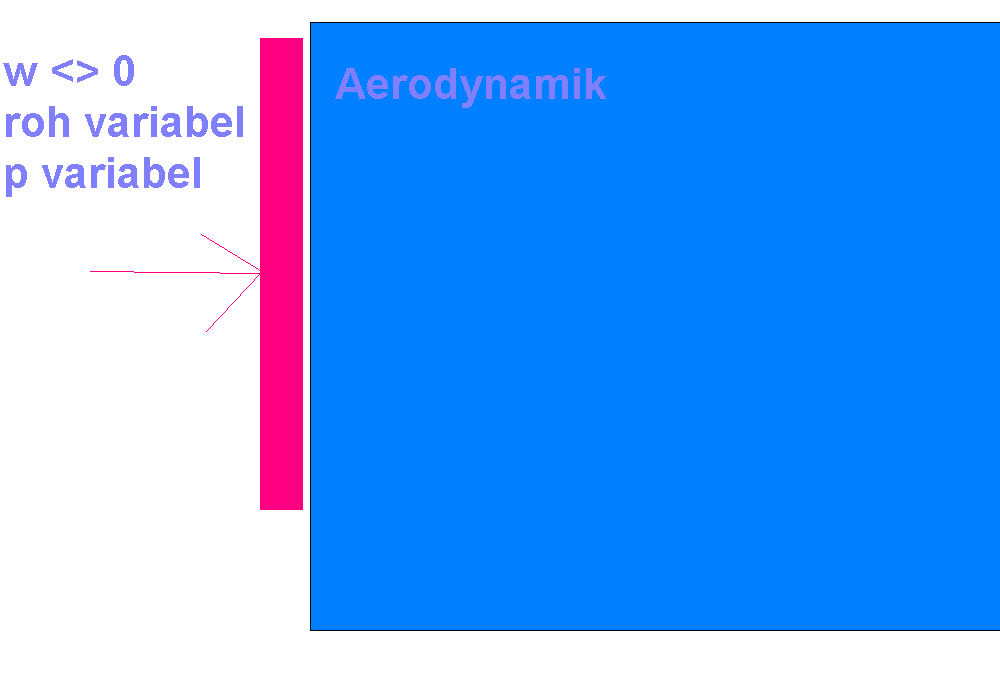 w <> 0
roh variabel
p variabel
Aerodynamik